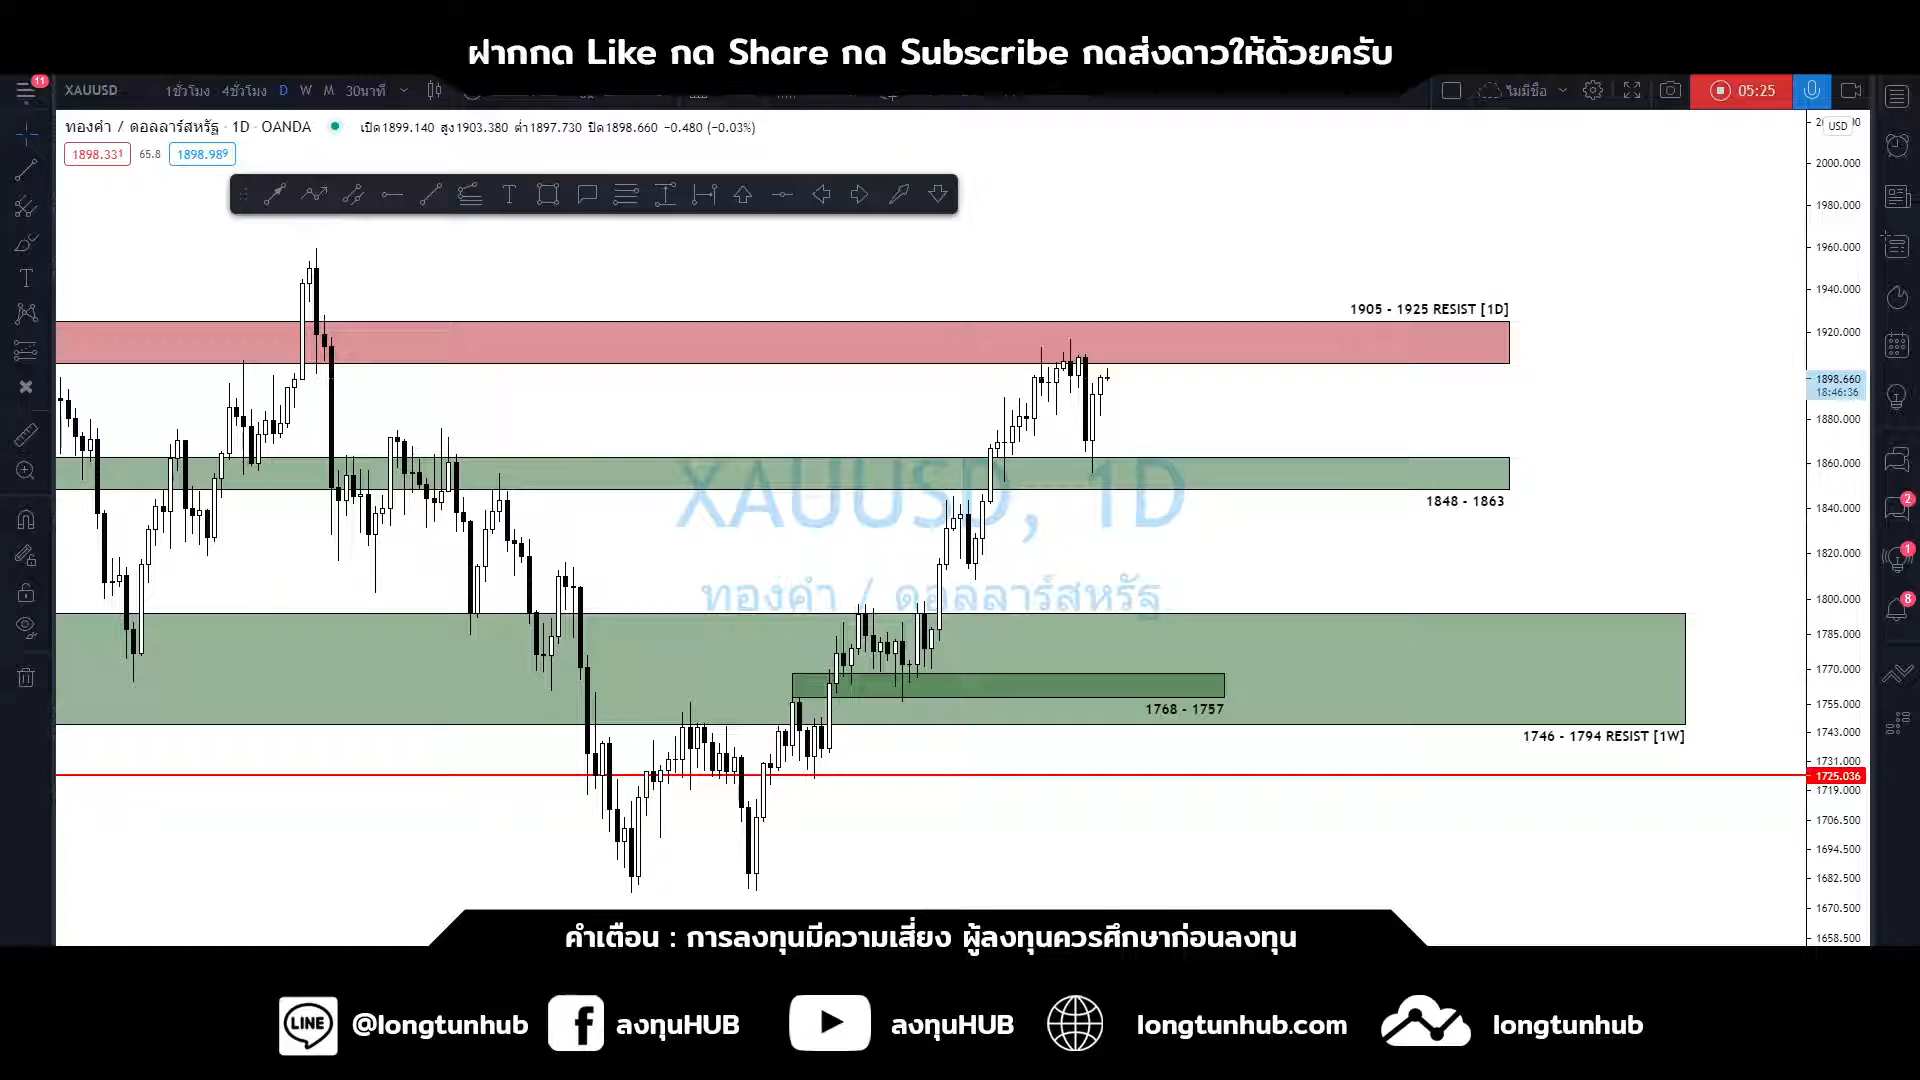 ฝากกด Like กด Share กด Subscribe กดส่งดาวให้ด้วยครับ
11
XAUUSD 1ชั่วโมง 4ชั่วโมง D W M 30นาที
ไม่มีชื่อ
05:25
ทองคำ / ดอลลาร์สหรัฐ · 1D · OANDA เปิด1899.140 สูง1903.380 ต่ำ1897.730 ปิด1898.660 −0.480 (−0.03%)
USD
1898.331 65.8 1898.989
2000.000
1980.000
1960.000
1940.000
1905 - 1925 RESIST [1D]
1920.000
1898.660
18:46:36
1880.000
1860.000
XAUUSD, 1D
1848 - 1863
2
1840.000
1820.000
1
ทองคำ / ดอลลาร์สหรัฐ
1800.000
8
1785.000
1770.000
1768 - 1757
1755.000
1743.000
1746 - 1794 RESIST [1W]
1731.000
1725.036
1719.000
1706.500
1694.500
1682.500
1670.500
1658.500
คำเตือน : การลงทุนมีความเสี่ยง ผู้ลงทุนควรศึกษาก่อนลงทุน
LINE @longtunhub ลงทุนHUB ลงทุนHUB longtunhub.com longtunhub